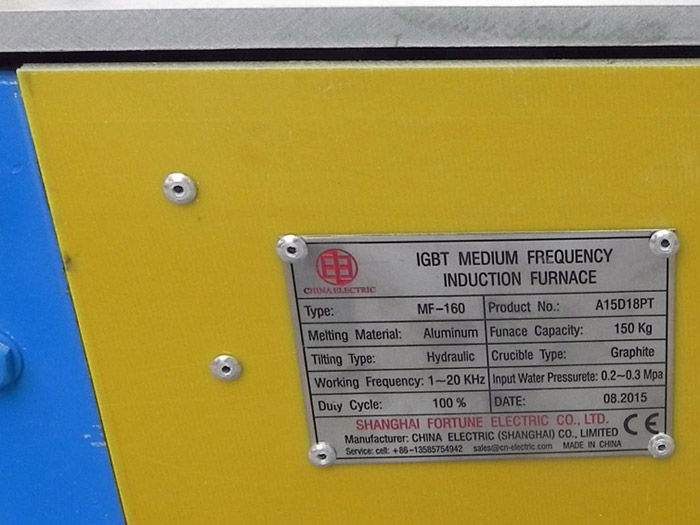 IGBT MEDIUM FREQUENCY
INDUCTION FURNACE
CHINA ELECTRIC
Type: MF-160 Product No.: A15D18PT
Melting Material: Aluminum Funace Capacity: 150 Kg
Tilting Type: Hydraulic Crucible Type: Graphite
Working Frequency: 1~20 KHz Input Water Pressurete: 0.2~0.3 Mpa
Duty Cycle: 100 % DATE: 08.2015
SHANGHAI FORTUNE ELECTRIC CO., LTD. CE
Manufacturer: CHINA ELECTRIC (SHANGHAI) CO., LIMITED
Service: cell: +86-13585754942 sales@cn-electric.com MADE IN CHINA